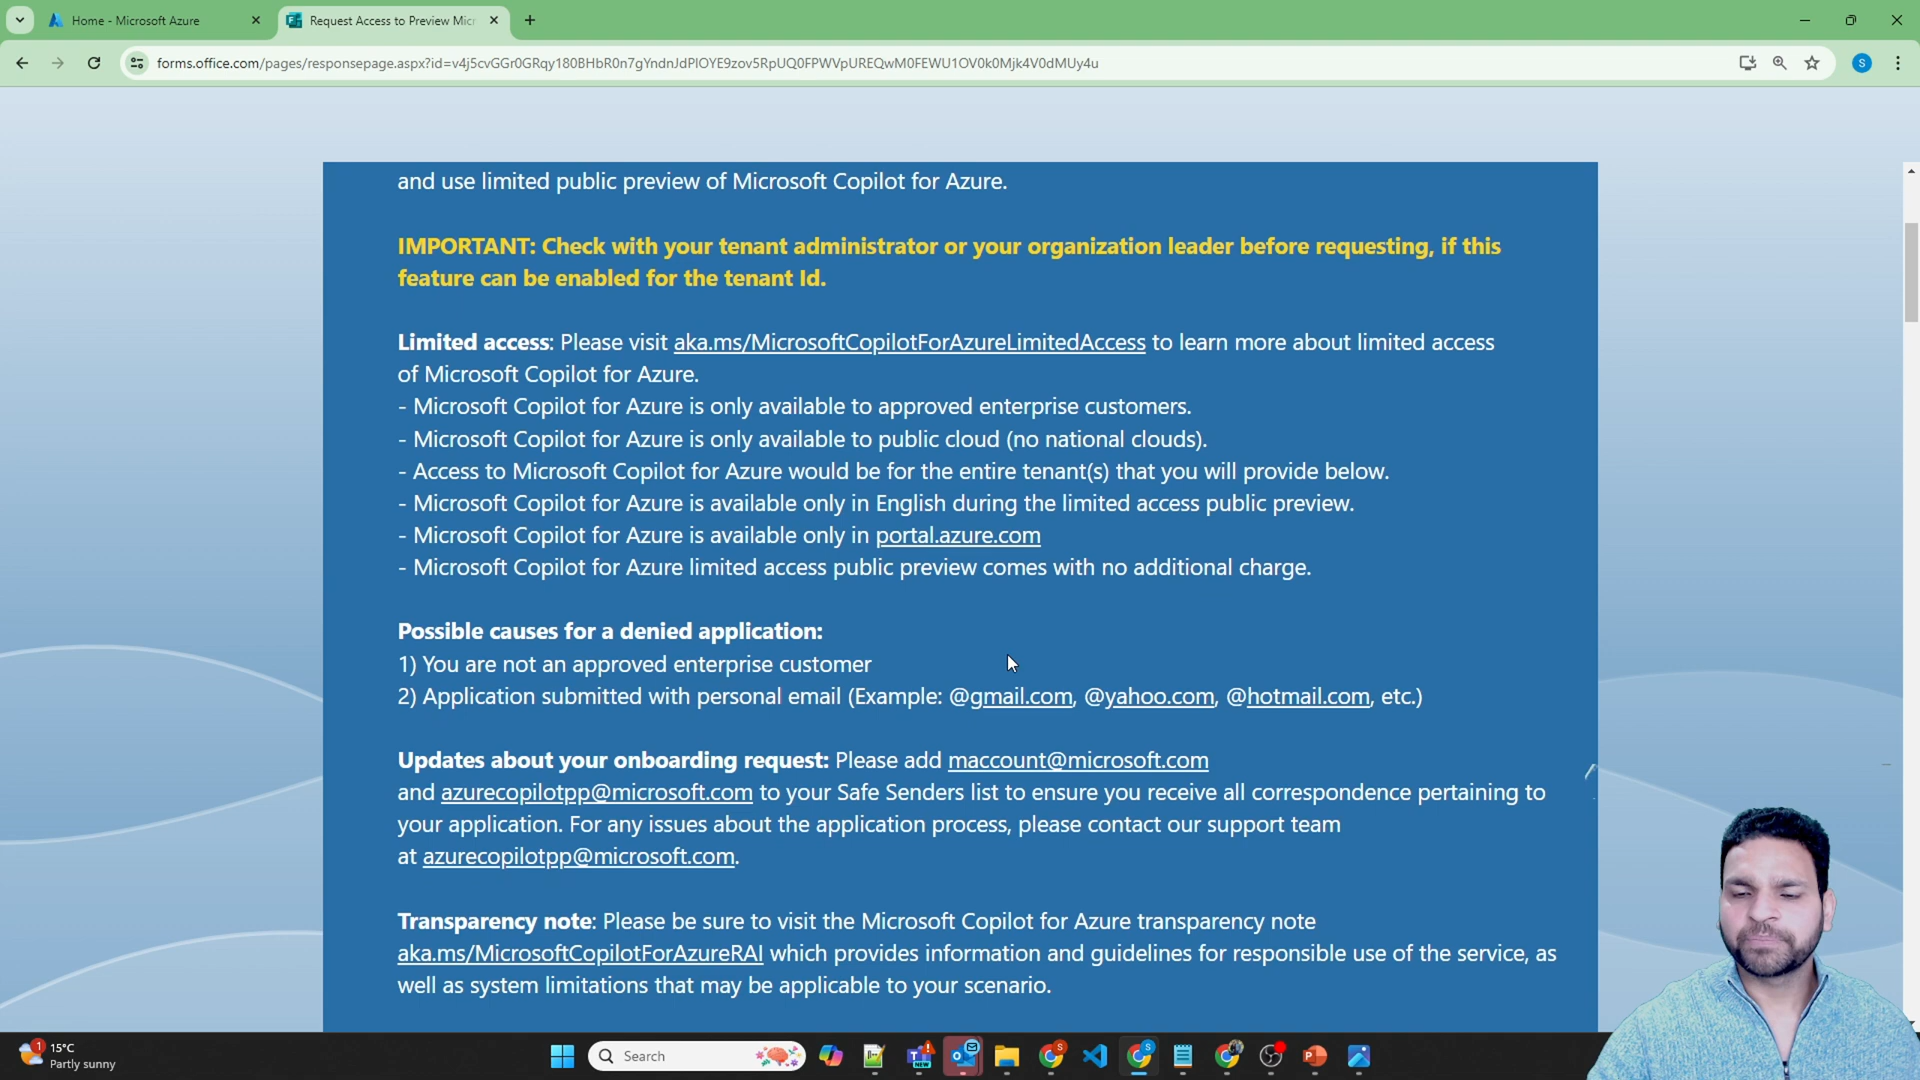 Home - Microsoft Azure
Request Access to Preview Micr
forms.office.com/pages/responsepage.aspx?id=v4j5cvGGr0GRqy180BHbR0n7gYndnJdPlOYE9zov5RpUQ0FPWVpUREQwM0FEWU1OV0k0Mjk4V0dMUy4u
S
and use limited public preview of Microsoft Copilot for Azure.
IMPORTANT: Check with your tenant administrator or your organization leader before requesting, if this
feature can be enabled for the tenant Id.
Limited access: Please visit aka.ms/MicrosoftCopilotForAzureLimitedAccess to learn more about limited access
of Microsoft Copilot for Azure.
- Microsoft Copilot for Azure is only available to approved enterprise customers.
- Microsoft Copilot for Azure is only available to public cloud (no national clouds).
- Access to Microsoft Copilot for Azure would be for the entire tenant(s) that you will provide below.
- Microsoft Copilot for Azure is available only in English during the limited access public preview.
- Microsoft Copilot for Azure is available only in portal.azure.com
- Microsoft Copilot for Azure limited access public preview comes with no additional charge.
Possible causes for a denied application:
1) You are not an approved enterprise customer
2) Application submitted with personal email (Example: @gmail.com, @yahoo.com, @hotmail.com, etc.)
Updates about your onboarding request: Please add maccount@microsoft.com
and azurecopilotpp@microsoft.com to your Safe Senders list to ensure you receive all correspondence pertaining to
your application. For any issues about the application process, please contact our support team
at azurecopilotpp@microsoft.com.
Transparency note: Please be sure to visit the Microsoft Copilot for Azure transparency note
aka.ms/MicrosoftCopilotForAzureRAI which provides information and guidelines for responsible use of the service, as
well as system limitations that may be applicable to your scenario.
1
15°C
Partly sunny
Search
NEW